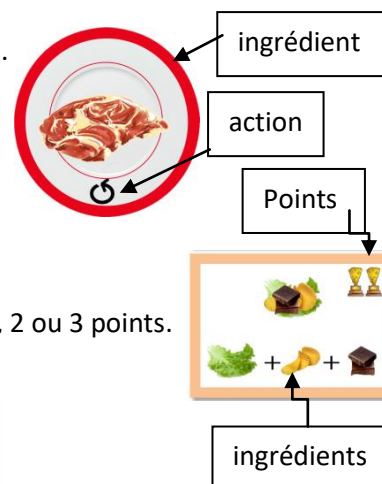 ingrédient
.
action
Points
, 2 ou 3 points.
+ +
ingrédients